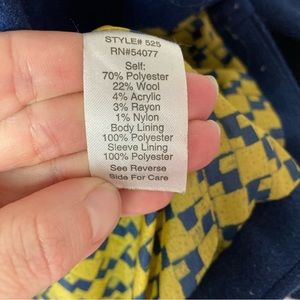 STYLE# 525
RN#54077
Self:
70% Polyester
22% Wool
4% Acrylic
3% Rayon
1% Nylon
Body Lining
100% Polyester
Sleeve Lining
100% Polyester
See Reverse
Side For Care